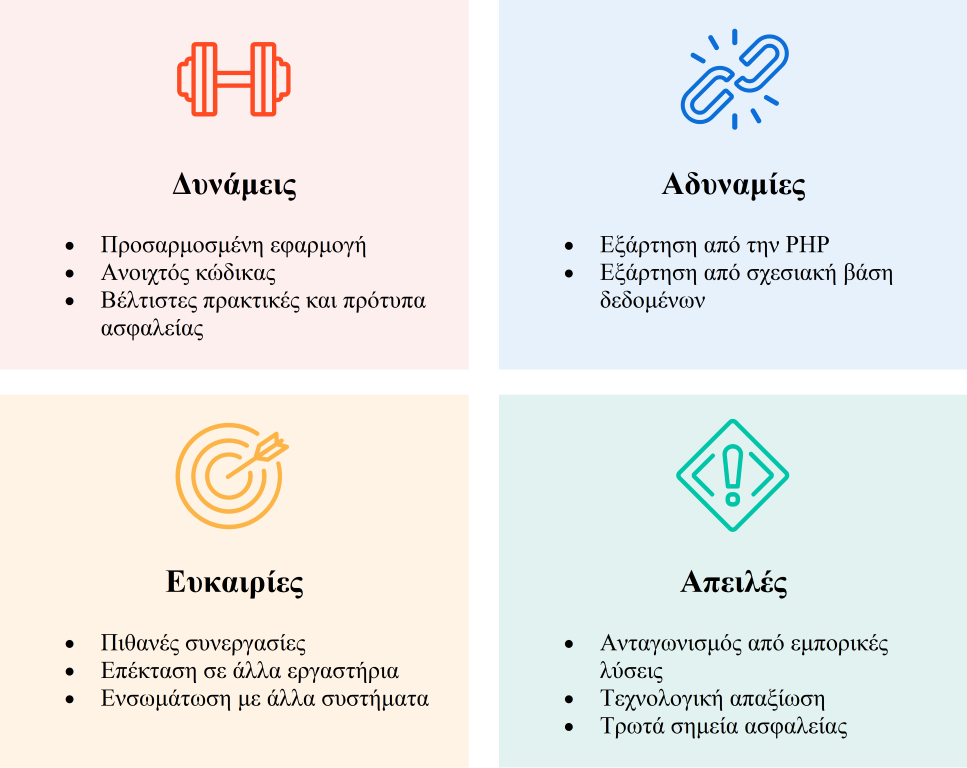 Δυνάμεις
• Προσαρμοσμένη εφαρμογή
• Ανοιχτός κώδικας
• Βέλτιστες πρακτικές και πρότυπα
ασφαλείας
Αδυναμίες
• Εξάρτηση από την PHP
• Εξάρτηση από σχεσιακή βάση
δεδομένων
Ευκαιρίες
• Πιθανές συνεργασίες
• Επέκταση σε άλλα εργαστήρια
• Ενσωμάτωση με άλλα συστήματα
Απειλές
• Ανταγωνισμός από εμπορικές
λύσεις
• Τεχνολογική απαξίωση
• Τρωτά σημεία ασφαλείας